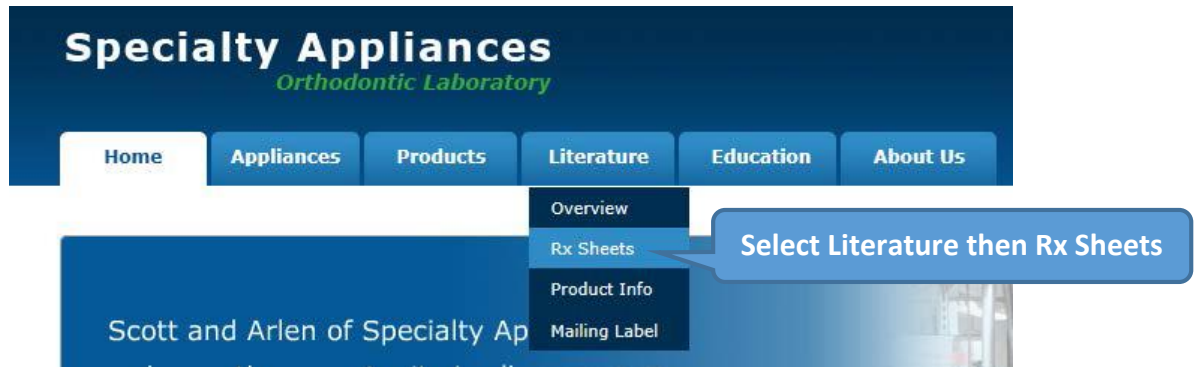 Specialty Appliances
Orthodontic Laboratory
Home Appliances Products Literature Education About Us
Overview
Rx Sheets
Select Literature then Rx Sheets
Product Info
Mailing Label
Scott and Arlen of Specialty Ap